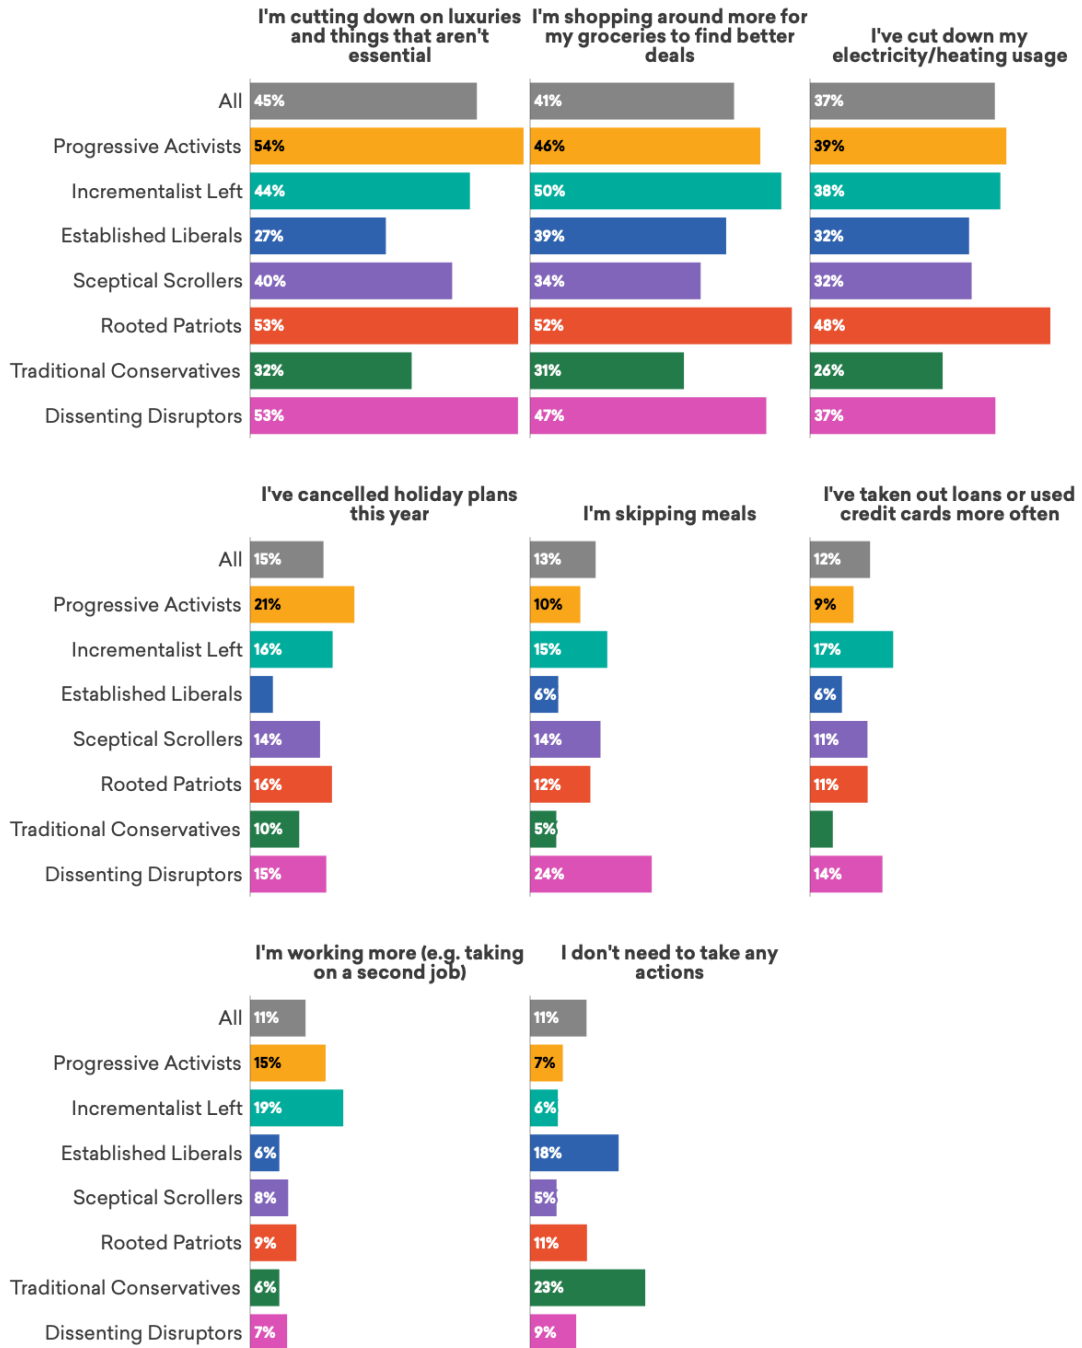 I'm cutting down on luxuries and things that aren't essential
I'm shopping around more for my groceries to find better deals
I've cut down my electricity/heating usage
All 45% 41% 37%
Progressive Activists 54% 46% 39%
Incrementalist Left 44% 50% 38%
Established Liberals 27% 39% 32%
Sceptical Scrollers 40% 34% 32%
Rooted Patriots 53% 52% 48%
Traditional Conservatives 32% 31% 26%
Dissenting Disruptors 53% 47% 37%
I've cancelled holiday plans this year
I'm skipping meals
I've taken out loans or used credit cards more often
All 15% 13% 12%
Progressive Activists 21% 10% 9%
Incrementalist Left 16% 15% 17%
Established Liberals 6% 6%
Sceptical Scrollers 14% 14% 11%
Rooted Patriots 16% 12% 11%
Traditional Conservatives 10% 5%
Dissenting Disruptors 15% 24% 14%
I'm working more (e.g. taking on a second job)
I don't need to take any actions
All 11% 11%
Progressive Activists 15% 7%
Incrementalist Left 19% 6%
Established Liberals 6% 18%
Sceptical Scrollers 8% 5%
Rooted Patriots 9% 11%
Traditional Conservatives 6% 23%
Dissenting Disruptors 7% 9%